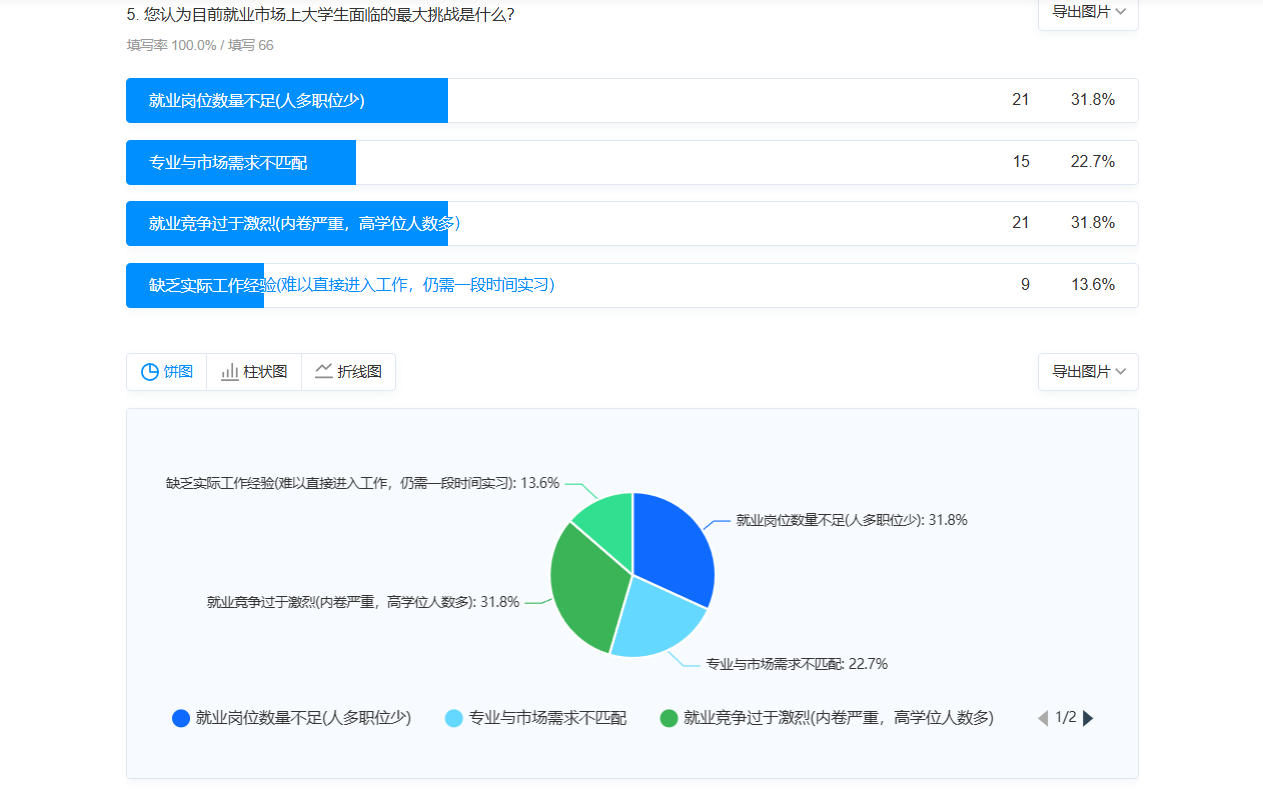 5. 您认为目前就业市场上大学生面临的最大挑战是什么？
导出图片
填写率 100.0% / 填写 66
就业岗位数量不足(人多职位少) 21 31.8%
专业与市场需求不匹配 15 22.7%
就业竞争过于激烈(内卷严重，高学位人数多) 21 31.8%
缺乏实际工作经验(难以直接进入工作，仍需一段时间实习) 9 13.6%
饼图 柱状图 折线图 导出图片
缺乏实际工作经验(难以直接进入工作，仍需一段时间实习): 13.6%
就业岗位数量不足(人多职位少): 31.8%
就业竞争过于激烈(内卷严重，高学位人数多): 31.8%
专业与市场需求不匹配: 22.7%
就业岗位数量不足(人多职位少) 专业与市场需求不匹配 就业竞争过于激烈(内卷严重，高学位人数多) 1/2